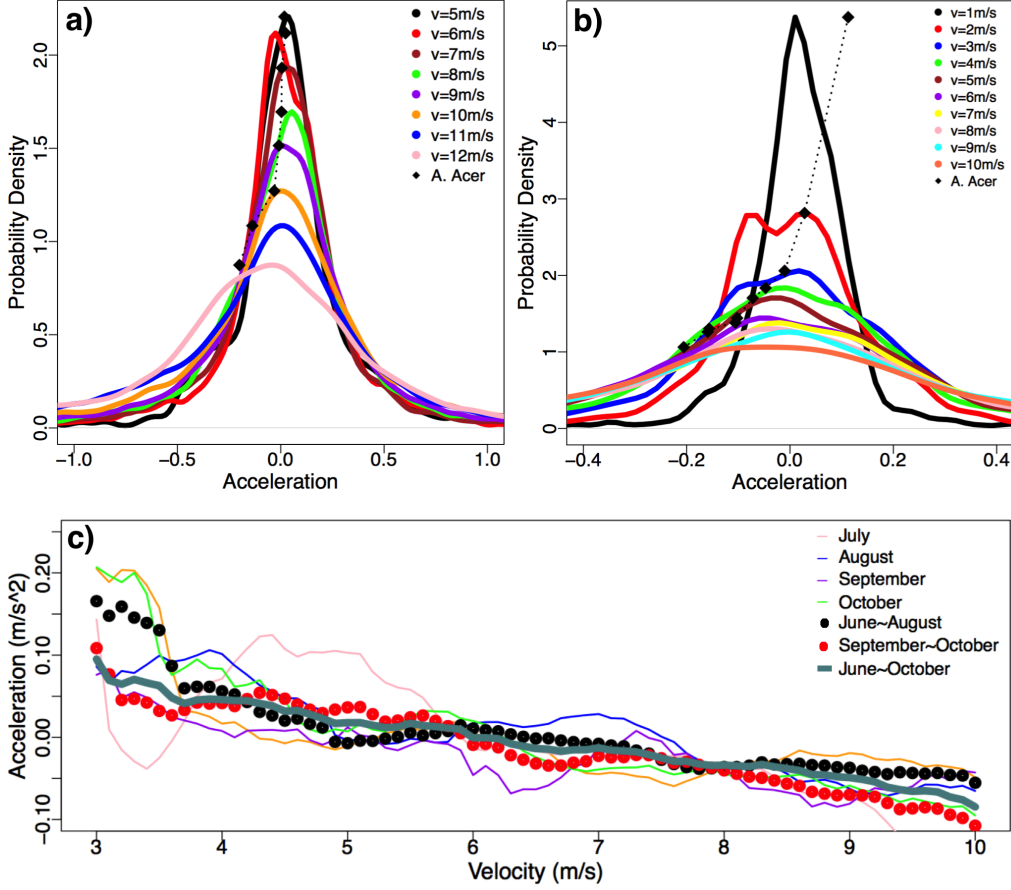 a)
v=5m/s
v=6m/s
v=7m/s
v=8m/s
v=9m/s
v=10m/s
v=11m/s
v=12m/s
A. Acer
Probability Density
0.0
0.5
1.0
1.5
2.0
−1.0 −0.5 0.0 0.5 1.0
Acceleration
b)
v=1m/s
v=2m/s
v=3m/s
v=4m/s
v=5m/s
v=6m/s
v=7m/s
v=8m/s
v=9m/s
v=10m/s
A. Acer
Probability Density
0
1
2
3
4
5
−0.4 −0.2 0.0 0.2 0.4
Acceleration
c)
July
August
September
October
June~August
September~October
June~October
Acceleration (m/s^2)
−0.10
0.00
0.10
0.20
3 4 5 6 7 8 9 10
Velocity (m/s)